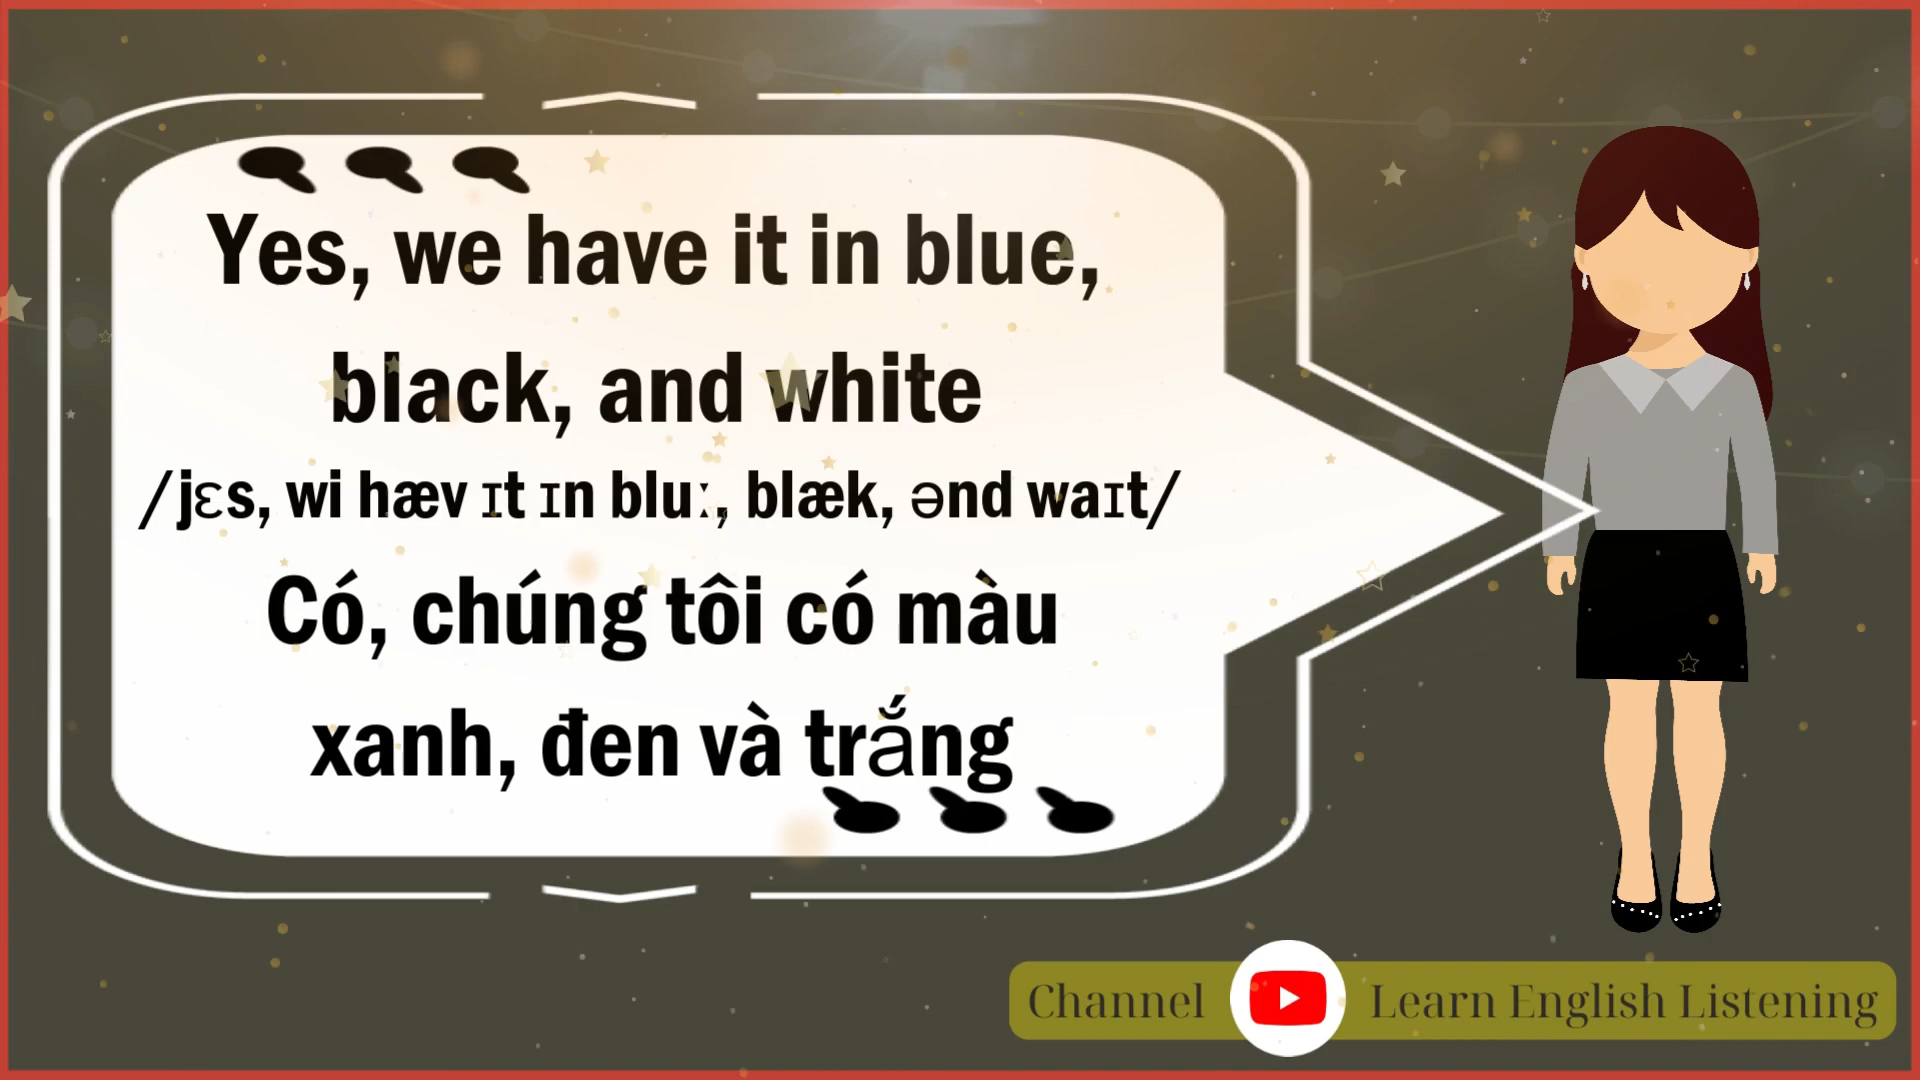 Yes, we have it in blue,
black, and white
/jɛs, wi hæv ɪt ɪn bluː, blæk, ənd waɪt/
Có, chúng tôi có màu
xanh, đen và trắng
Channel Learn English Listening